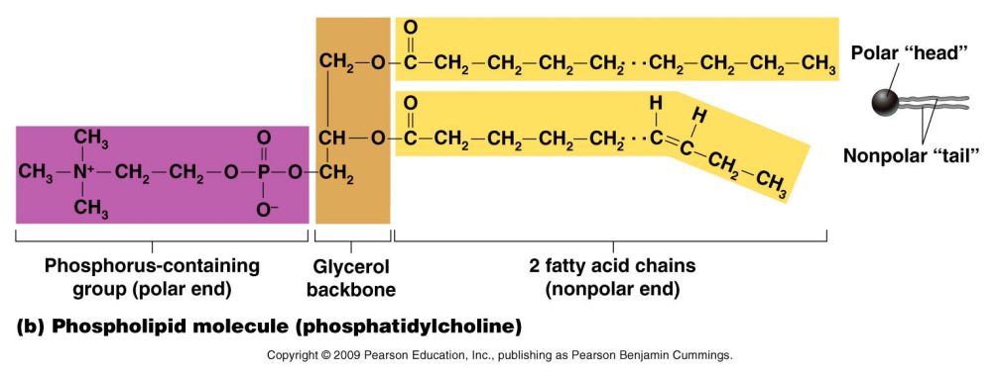 O
CH₂—O—C—CH₂—CH₂—CH₂—CH₂···CH₂—CH₂—CH₂—CH₃
O H H
CH—O—C—CH₂—CH₂—CH₂—CH₂···C=C—CH₂—CH₃
CH₃ O
CH₃—N⁺—CH₂—CH₂—O—P—O—CH₂
CH₃ O⁻
Polar “head”
Nonpolar “tail”
Phosphorus-containing
group (polar end)
Glycerol
backbone
2 fatty acid chains
(nonpolar end)
(b) Phospholipid molecule (phosphatidylcholine)
Copyright © 2009 Pearson Education, Inc., publishing as Pearson Benjamin Cummings.